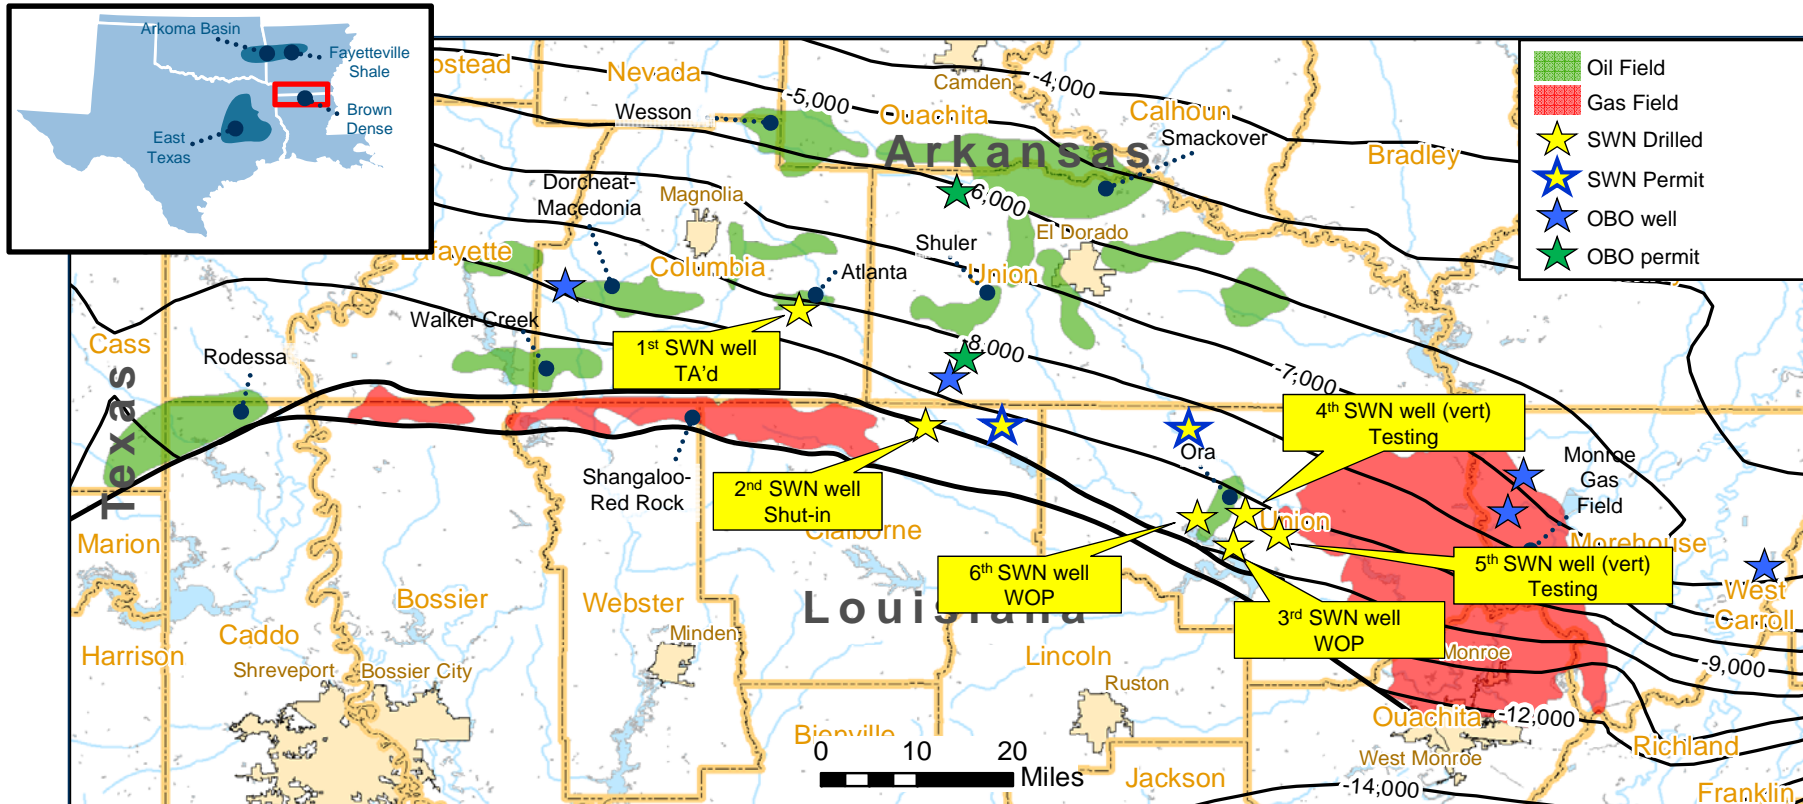 Arkoma Basin
Fayetteville
Shale
Brown
Dense
East
Texas
Oil Field
Gas Field
SWN Drilled
SWN Permit
OBO well
OBO permit
ostead
Nevada
Camden
-4,000
-5,000
Ouachita
Calhoun
Wesson
Smackover
Arkansas
Bradley
Dorcheat-
Macedonia
Magnolia
6,000
El Dorado
Shuler
Lafayette
Columbia
Atlanta
Union
Walker Creek
Cass
Rodessa
1st SWN well
TA'd
-8,000
-7,000
Texas
4th SWN well (vert)
Testing
Ora
Monroe
Gas
Field
Shangaloo-
Red Rock
2nd SWN well
Shut-in
Claiborne
Union
Morehouse
Marion
5th SWN well (vert)
Testing
6th SWN well
WOP
West
Carroll
Bossier
Webster
Louisiana
3rd SWN well
WOP
Caddo
Minden
Harrison
Lincoln
Monroe
-9,000
Shreveport
Bossier City
Ruston
Ouachita
-12,000
Bienville
Richland
West Monroe
0 10 20
Miles
Jackson
-14,000
Franklin